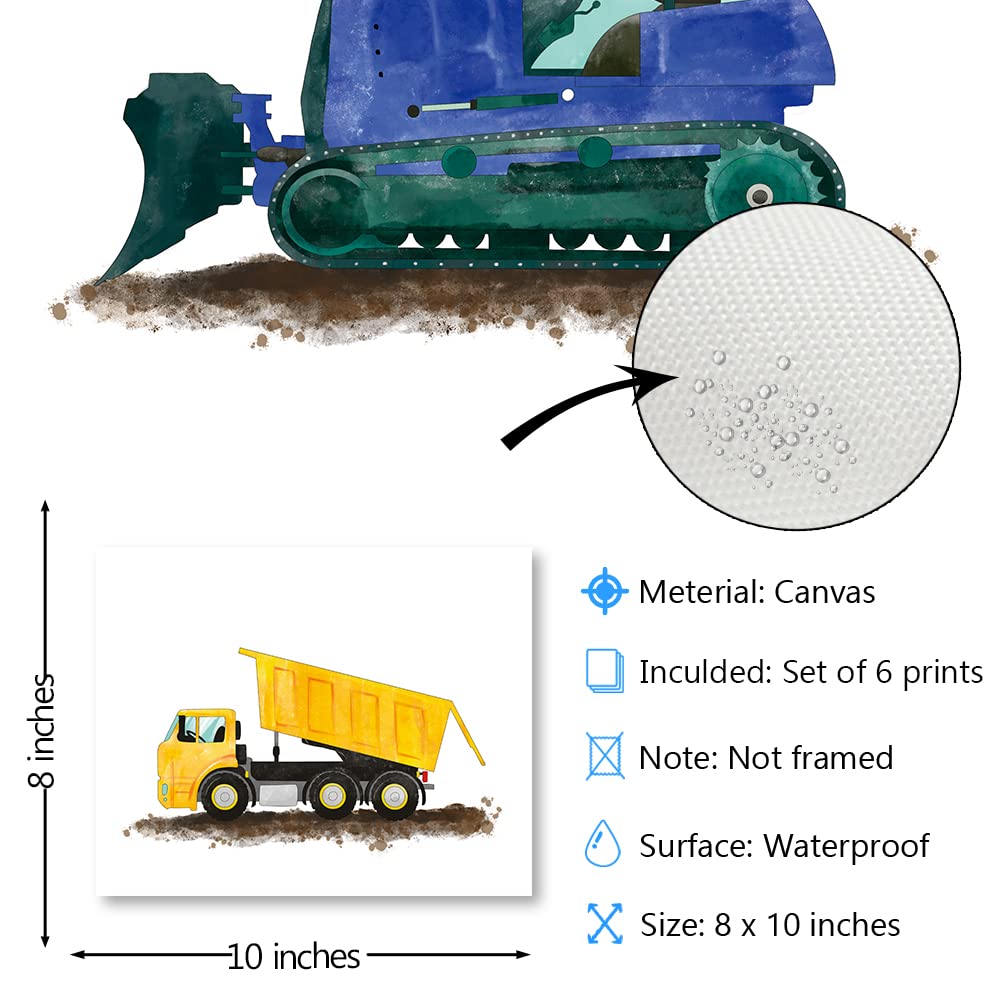 Meterial: Canvas
Inculded: Set of 6 prints
Note: Not framed
Surface: Waterproof
Size: 8 x 10 inches
8 inches
10 inches